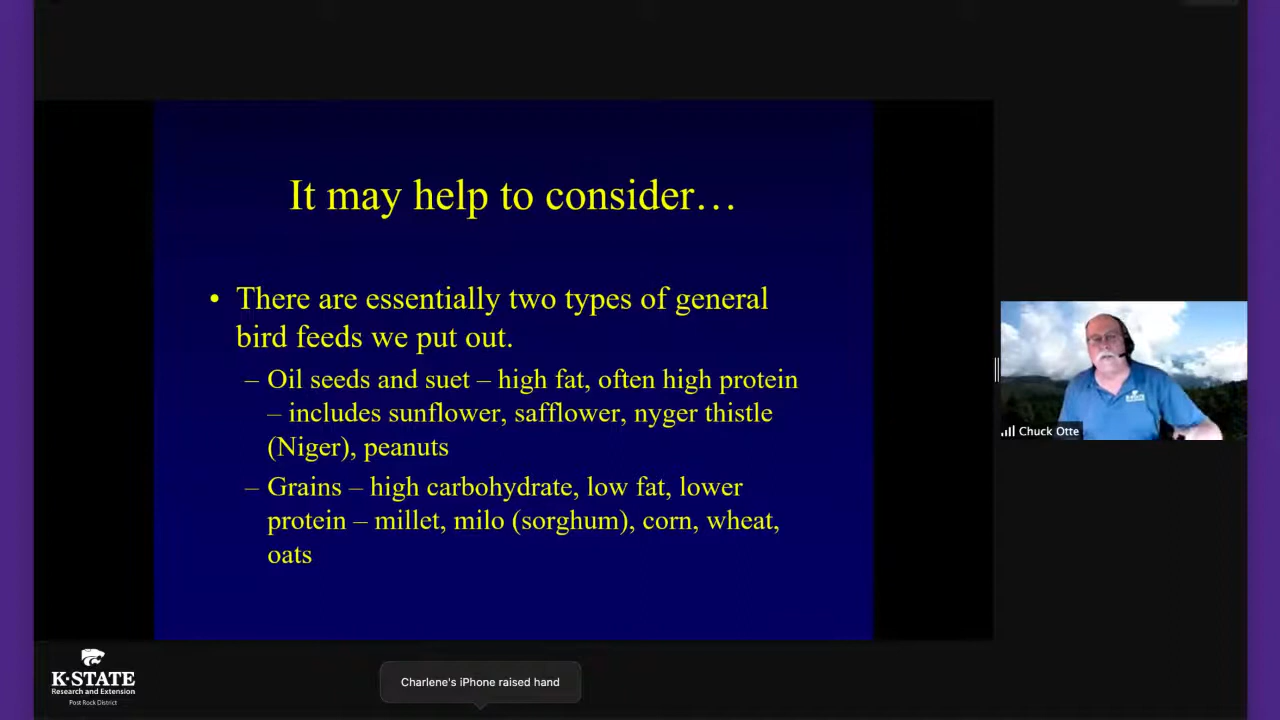 It may help to consider…
• There are essentially two types of general
bird feeds we put out.
– Oil seeds and suet – high fat, often high protein
– includes sunflower, safflower, nyger thistle
(Niger), peanuts
– Grains – high carbohydrate, low fat, lower
protein – millet, milo (sorghum), corn, wheat,
oats
K-STATE
Chuck Otte
K·STATE
Research and Extension
Post Rock District
Charlene's iPhone raised hand